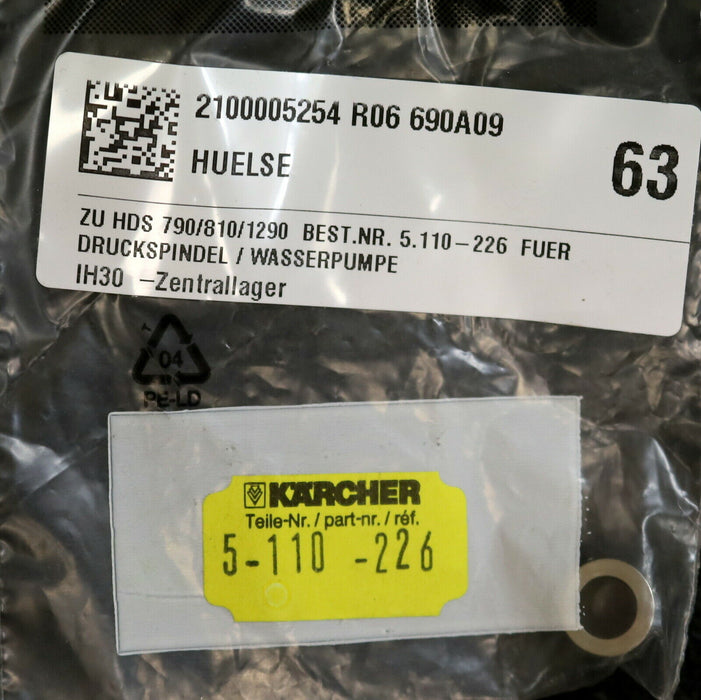 2100005254 R06 690A09
HUELSE
63
ZU HDS 790/810/1290 BEST.NR. 5.110-226 FUER
DRUCKSPINDEL / WASSERPUMPE
IH30 -Zentrallager
04
PE-LD
KÄRCHER
Teile-Nr. / part-nr. / réf.
5-110 -226